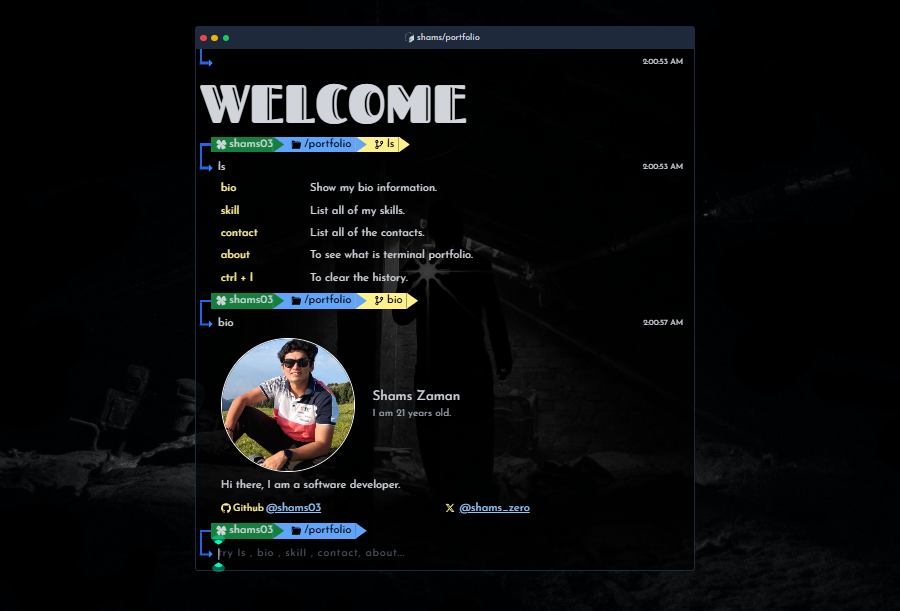 shams/portfolio
2:00:53 AM
WELCOME
shams03 /portfolio ls
ls 2:00:53 AM
bio Show my bio information.
skill List all of my skills.
contact List all of the contacts.
about To see what is terminal portfolio.
ctrl + l To clear the history.
shams03 /portfolio bio
bio 2:00:57 AM
Shams Zaman
I am 21 years old.
Hi there, I am a software developer.
Github @shams03 @shams_zero
shams03 /portfolio
try ls , bio , skill , contact, about...